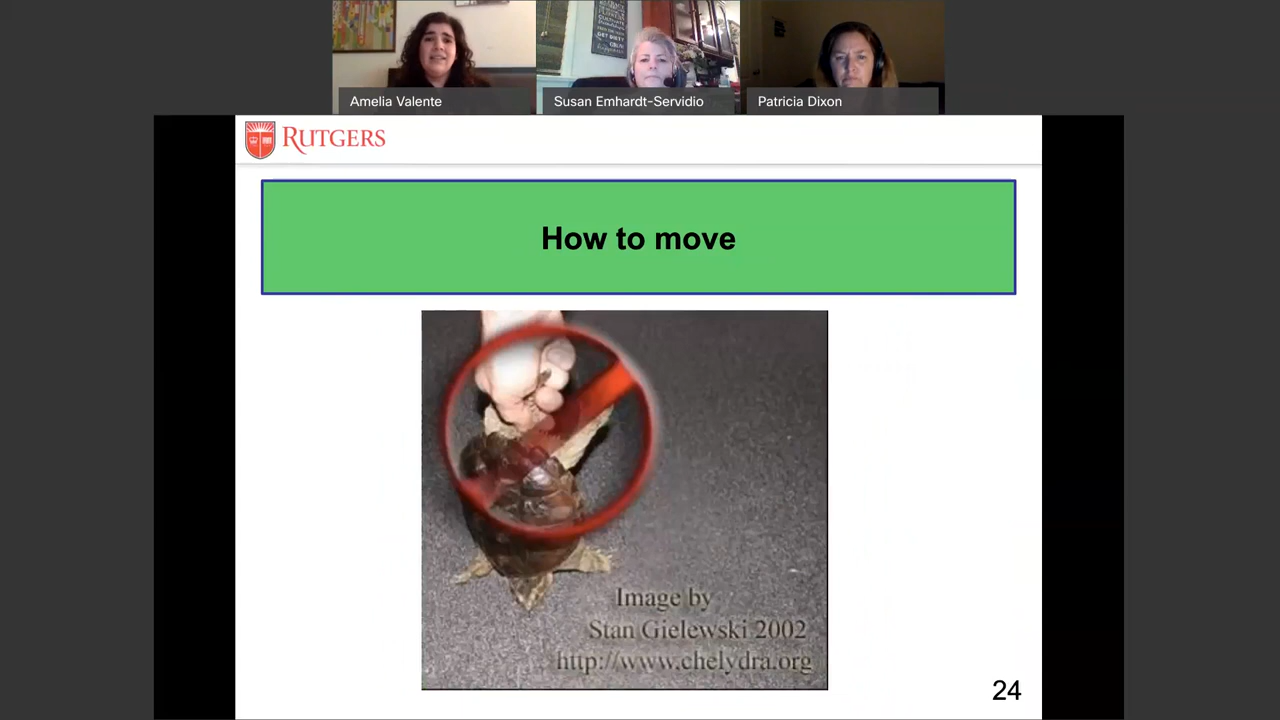 Amelia Valente
Susan Emhardt-Servidio
Patricia Dixon
RUTGERS
How to move
Image by
Stan Gielewski 2002
http://www.chelydra.org
24